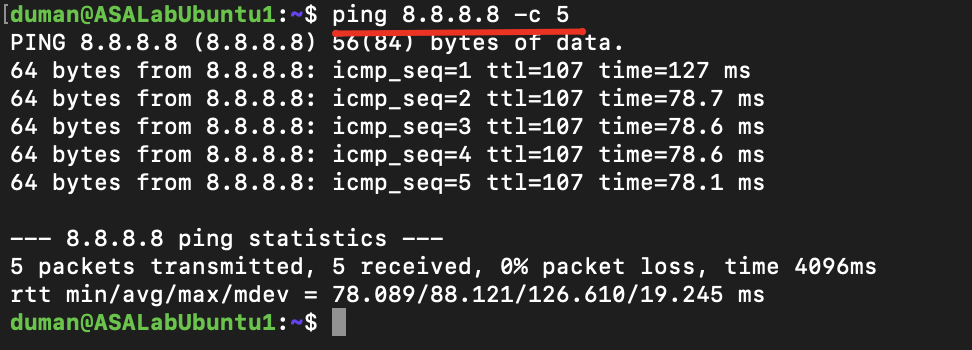 [duman@ASALabUbuntu1:~$ ping 8.8.8.8 -c 5
PING 8.8.8.8 (8.8.8.8) 56(84) bytes of data.
64 bytes from 8.8.8.8: icmp_seq=1 ttl=107 time=127 ms
64 bytes from 8.8.8.8: icmp_seq=2 ttl=107 time=78.7 ms
64 bytes from 8.8.8.8: icmp_seq=3 ttl=107 time=78.6 ms
64 bytes from 8.8.8.8: icmp_seq=4 ttl=107 time=78.6 ms
64 bytes from 8.8.8.8: icmp_seq=5 ttl=107 time=78.1 ms
--- 8.8.8.8 ping statistics ---
5 packets transmitted, 5 received, 0% packet loss, time 4096ms
rtt min/avg/max/mdev = 78.089/88.121/126.610/19.245 ms
duman@ASALabUbuntu1:~$